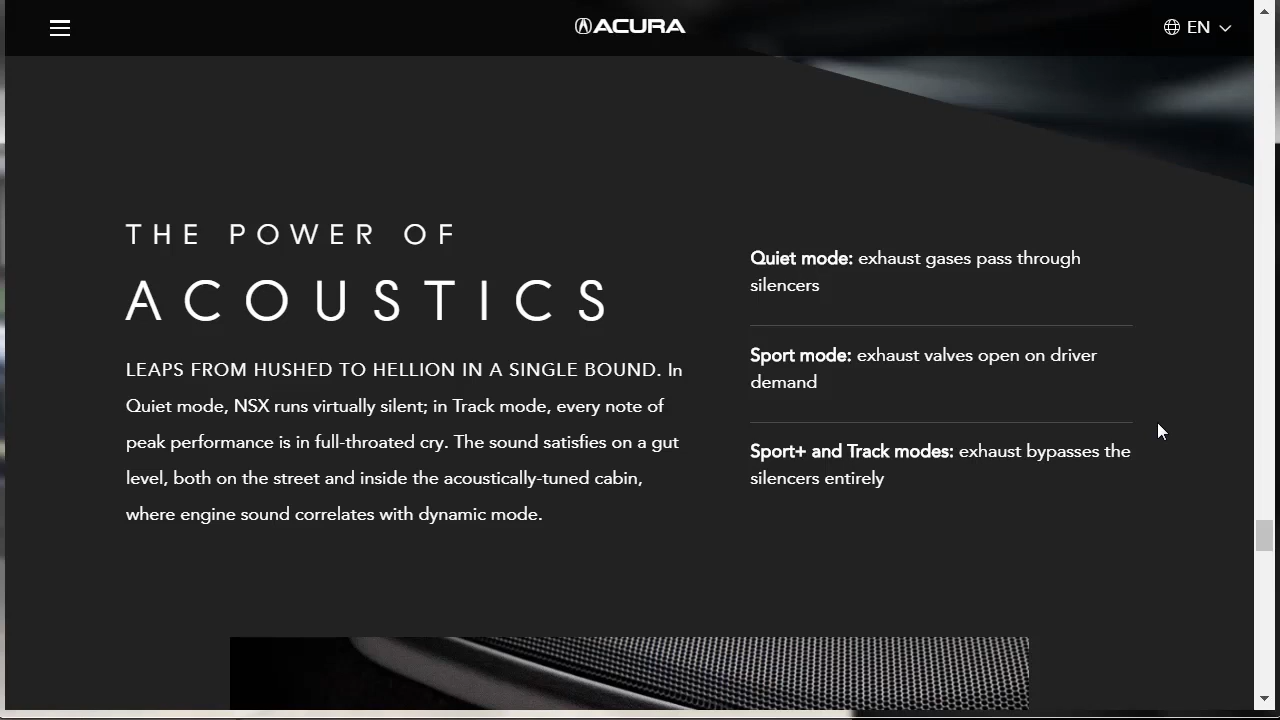 ACURA
EN
THE POWER OF
ACOUSTICS
LEAPS FROM HUSHED TO HELLION IN A SINGLE BOUND. In
Quiet mode, NSX runs virtually silent; in Track mode, every note of
peak performance is in full-throated cry. The sound satisfies on a gut
level, both on the street and inside the acoustically-tuned cabin,
where engine sound correlates with dynamic mode.
Quiet mode: exhaust gases pass through
silencers
Sport mode: exhaust valves open on driver
demand
Sport+ and Track modes: exhaust bypasses the
silencers entirely